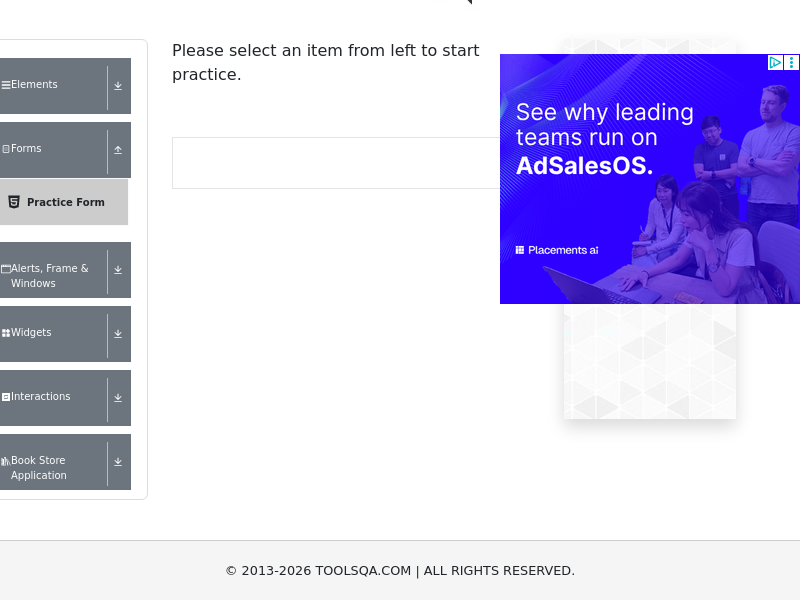 Please select an item from left to start
practice.
Elements
Forms
Practice Form
Alerts, Frame &
Windows
Widgets
Interactions
Book Store
Application
See why leading
teams run on
AdSalesOS.
Placements ai
© 2013-2026 TOOLSQA.COM | ALL RIGHTS RESERVED.